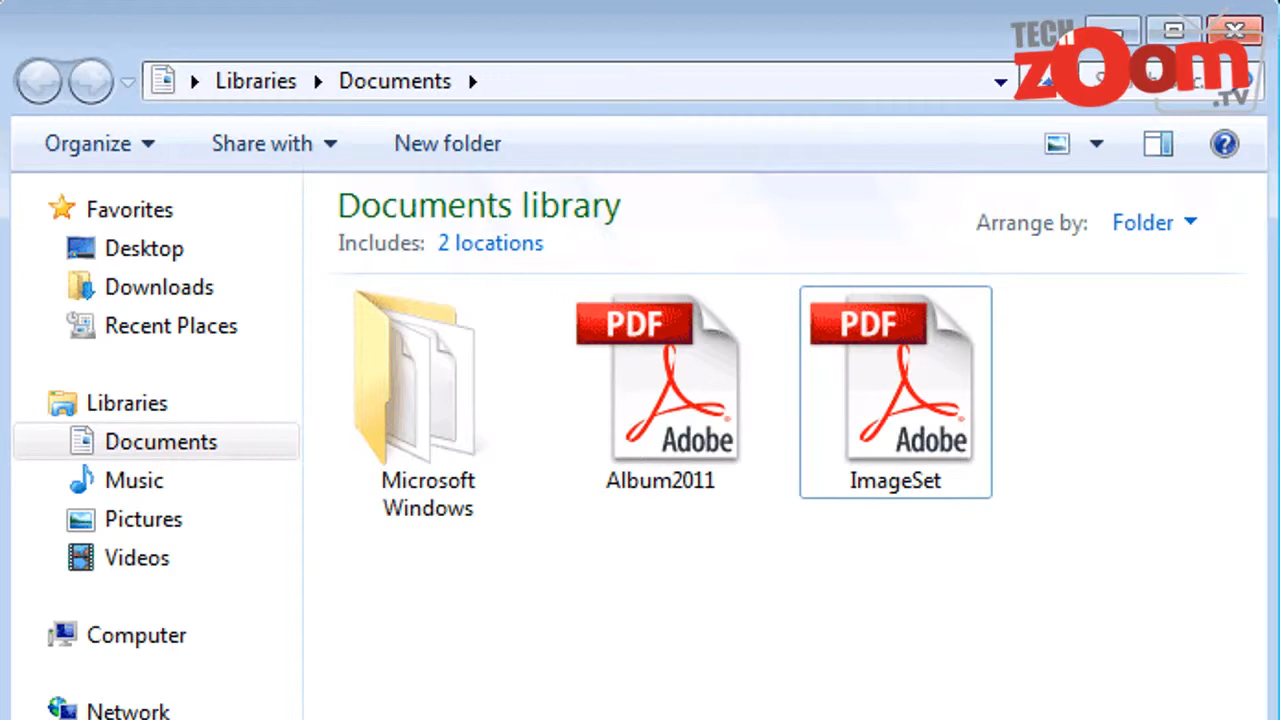 TECH
zoom
.TV
Libraries
Documents
Organize
Share with
New folder
Favorites
Desktop
Downloads
Recent Places
Libraries
Documents
Music
Pictures
Videos
Computer
Network
Documents library
Includes: 2 locations
Arrange by: Folder
Microsoft
Windows
PDF
Adobe
Album2011
PDF
Adobe
ImageSet